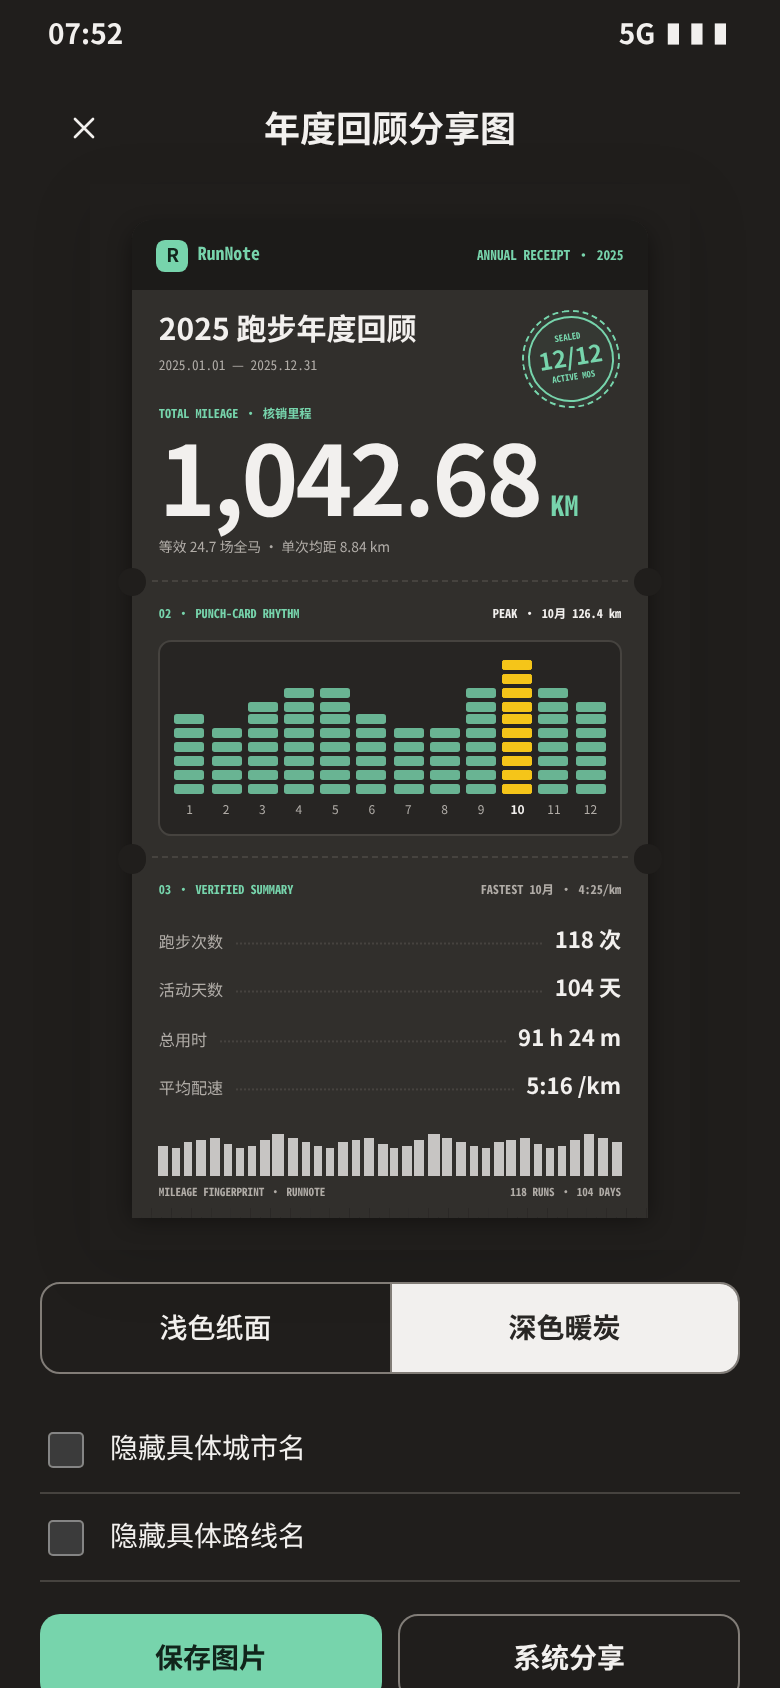 07:52
5G
年度回顾分享图
R RunNote
ANNUAL RECEIPT • 2025
2025 跑步年度回顾
2025.01.01 — 2025.12.31
SEALED
12/12
ACTIVE MOS
TOTAL MILEAGE • 核销里程
1,042.68 KM
等效 24.7 场全马 • 单次均距 8.84 km
02 • PUNCH-CARD RHYTHM
PEAK • 10月 126.4 km
1 2 3 4 5 6 7 8 9 10 11 12
03 • VERIFIED SUMMARY
FASTEST 10月 • 4:25/km
跑步次数 118 次
活动天数 104 天
总用时 91 h 24 m
平均配速 5:16 /km
MILEAGE FINGERPRINT • RUNNOTE
118 RUNS • 104 DAYS
浅色纸面
深色暖炭
隐藏具体城市名
隐藏具体路线名
保存图片
系统分享